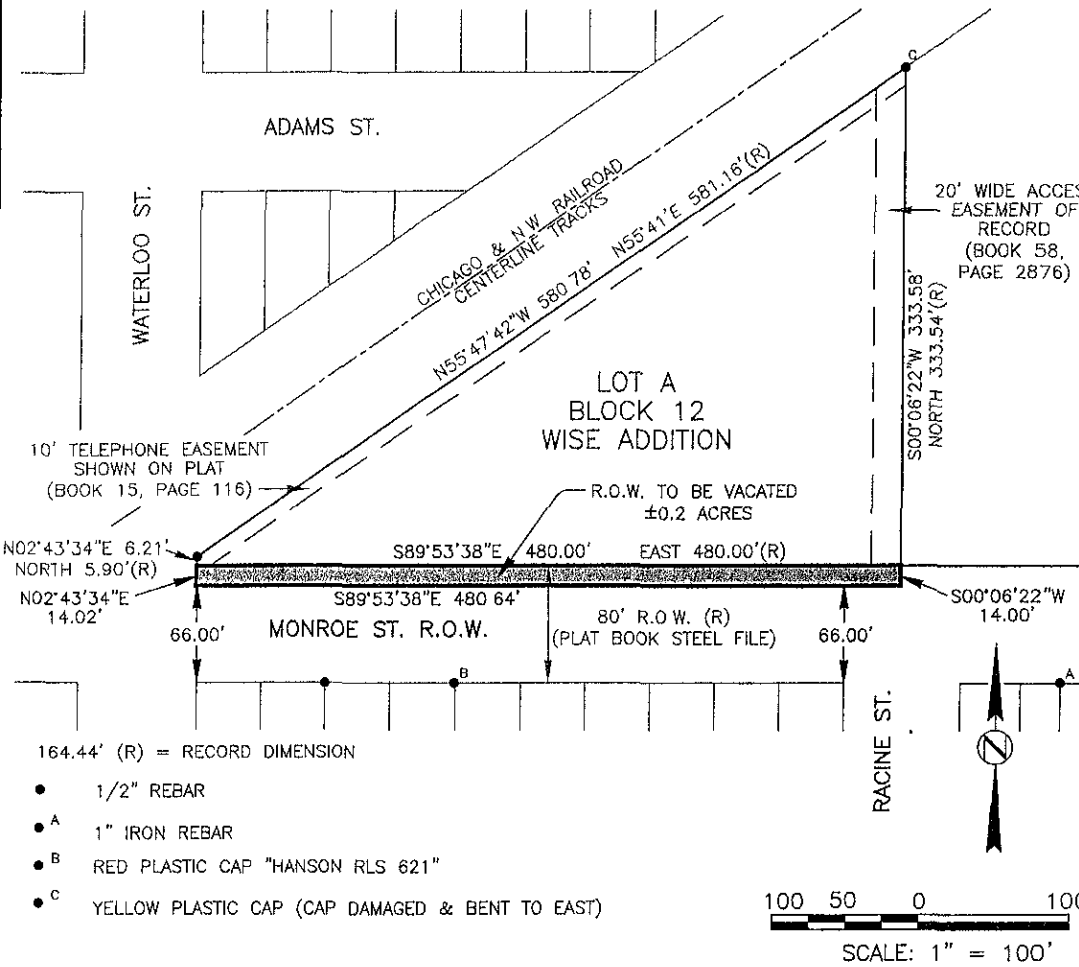 ADAMS ST.
WATERLOO ST.
CHICAGO & N.W. RAILROAD
CENTERLINE TRACKS
N55°47'42"W 580 78' N55°41'E 581.16'(R)
20' WIDE ACCES
EASEMENT OF
RECORD
(BOOK 58,
PAGE 2876)
S00°06'22"W 333.58'
NORTH 333.54'(R)
LOT A
BLOCK 12
WISE ADDITION
10' TELEPHONE EASEMENT
SHOWN ON PLAT
(BOOK 15, PAGE 116)
R.O.W. TO BE VACATED
±0.2 ACRES
N02°43'34"E 6.21'
NORTH 5.90'(R)
S89°53'38"E 480.00' EAST 480.00'(R)
N02°43'34"E
14.02'
S89°53'38"E 480 64'
S00°06'22"W
14.00'
66.00'
MONROE ST. R.O.W.
80' R.O.W. (R)
(PLAT BOOK STEEL FILE)
66.00'
B
A
C
RACINE ST.
N
164.44' (R) = RECORD DIMENSION
1/2" REBAR
A 1" IRON REBAR
B RED PLASTIC CAP "HANSON RLS 621"
C YELLOW PLASTIC CAP (CAP DAMAGED & BENT TO EAST)
100 50 0 100
SCALE: 1" = 100'